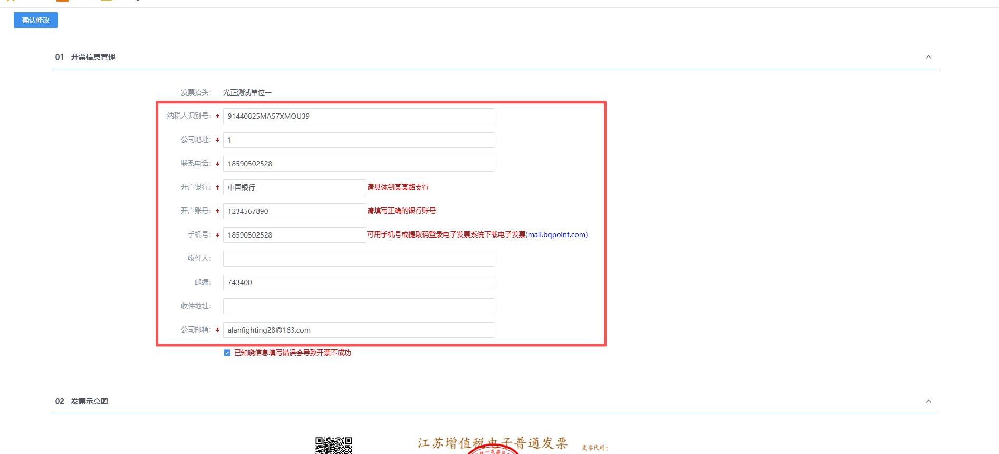 确认修改
01 开票信息管理
发票抬头: 光正测试单位一
纳税人识别号: * 91440825MA57XMQU39
公司地址: * 1
联系电话: * 18590502528
开户银行: * 中国银行 请具体到某某路支行
开户账号: * 1234567890 请填写正确的银行账号
手机号: * 18590502528 可用手机号或提取码登录电子发票系统下载电子发票(mall.bqpoint.com)
收件人:
邮编: 743400
收件地址:
公司邮箱: * alanfighting28@163.com
已知晓信息填写错误会导致开票不成功
02 发票示意图
江苏增值税电子普通发票
发票代码: